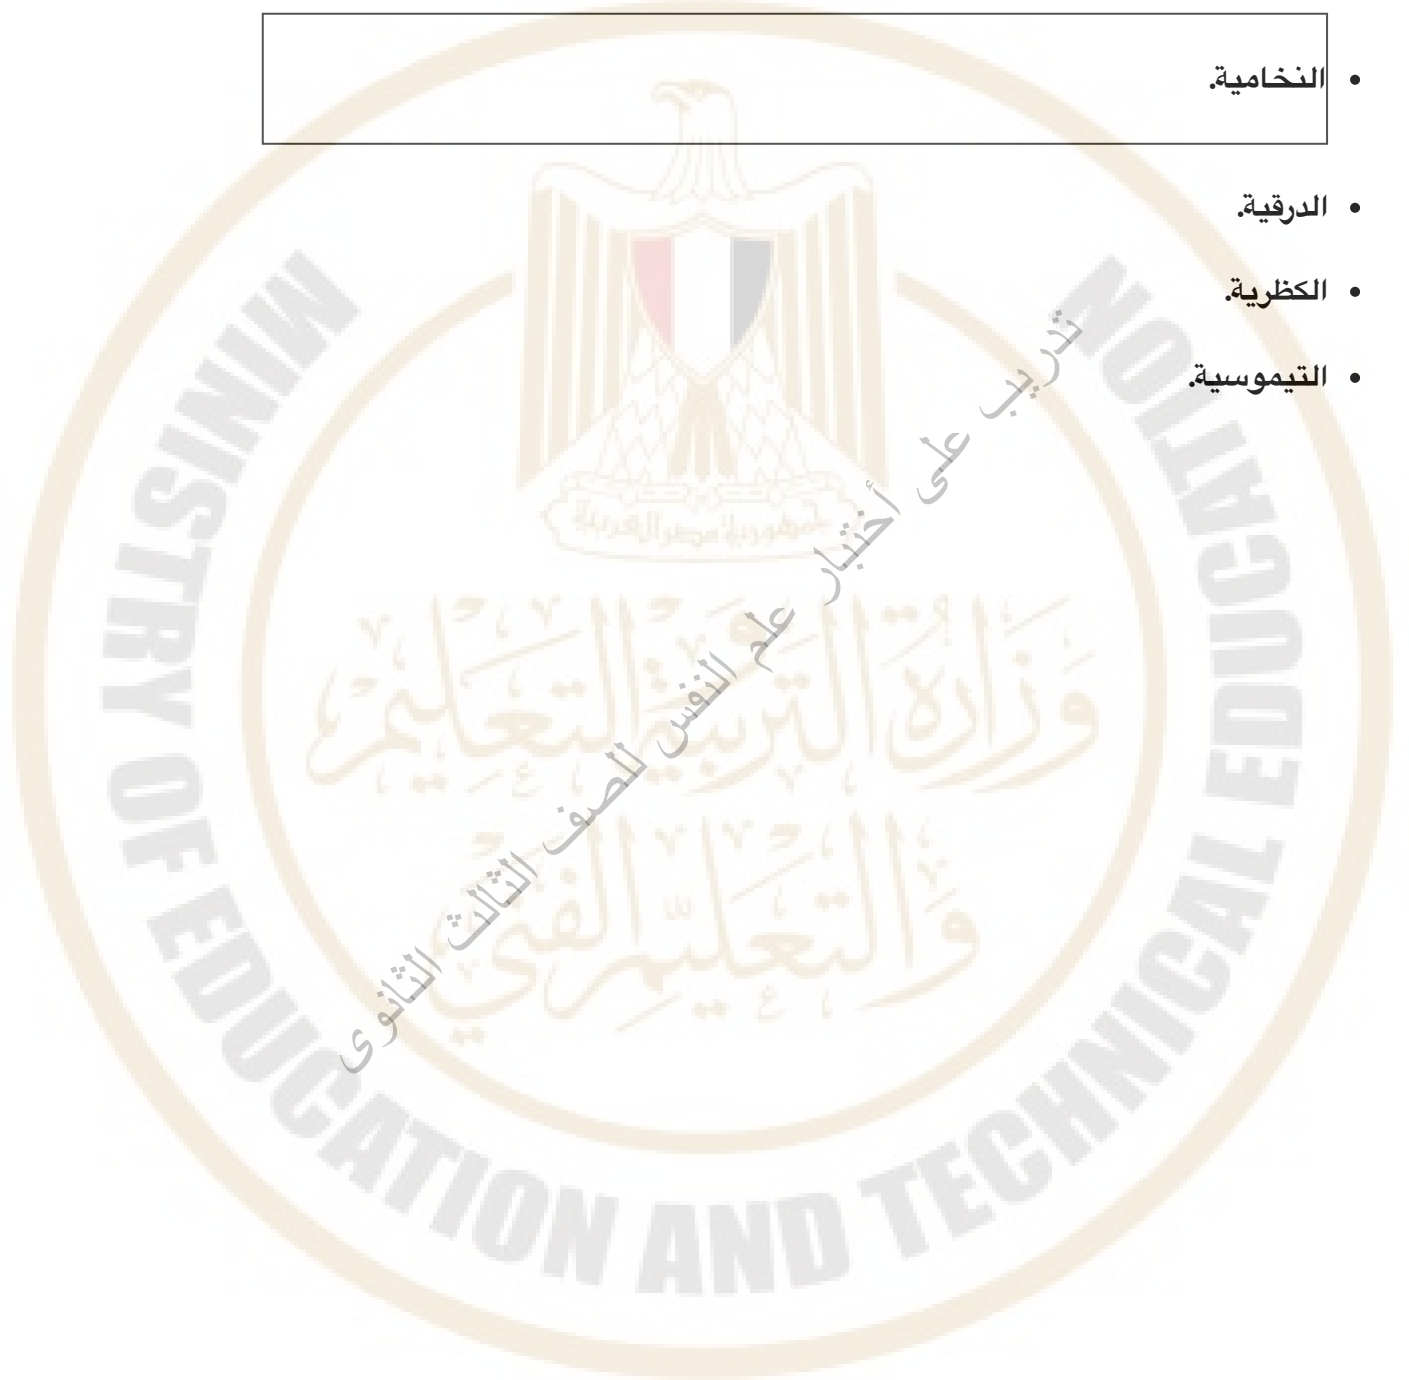 • النخامية.
• الدرقية.
• الكظرية.
• التيموسية.
تدريب على أختبار علم النفس للصف الثالث الثانوى
جمهورية مصر العربية
وزارة التربية والتعليم
والتعليم الفني
MINISTRY OF EDUCATION AND TECHNICAL EDUCATION